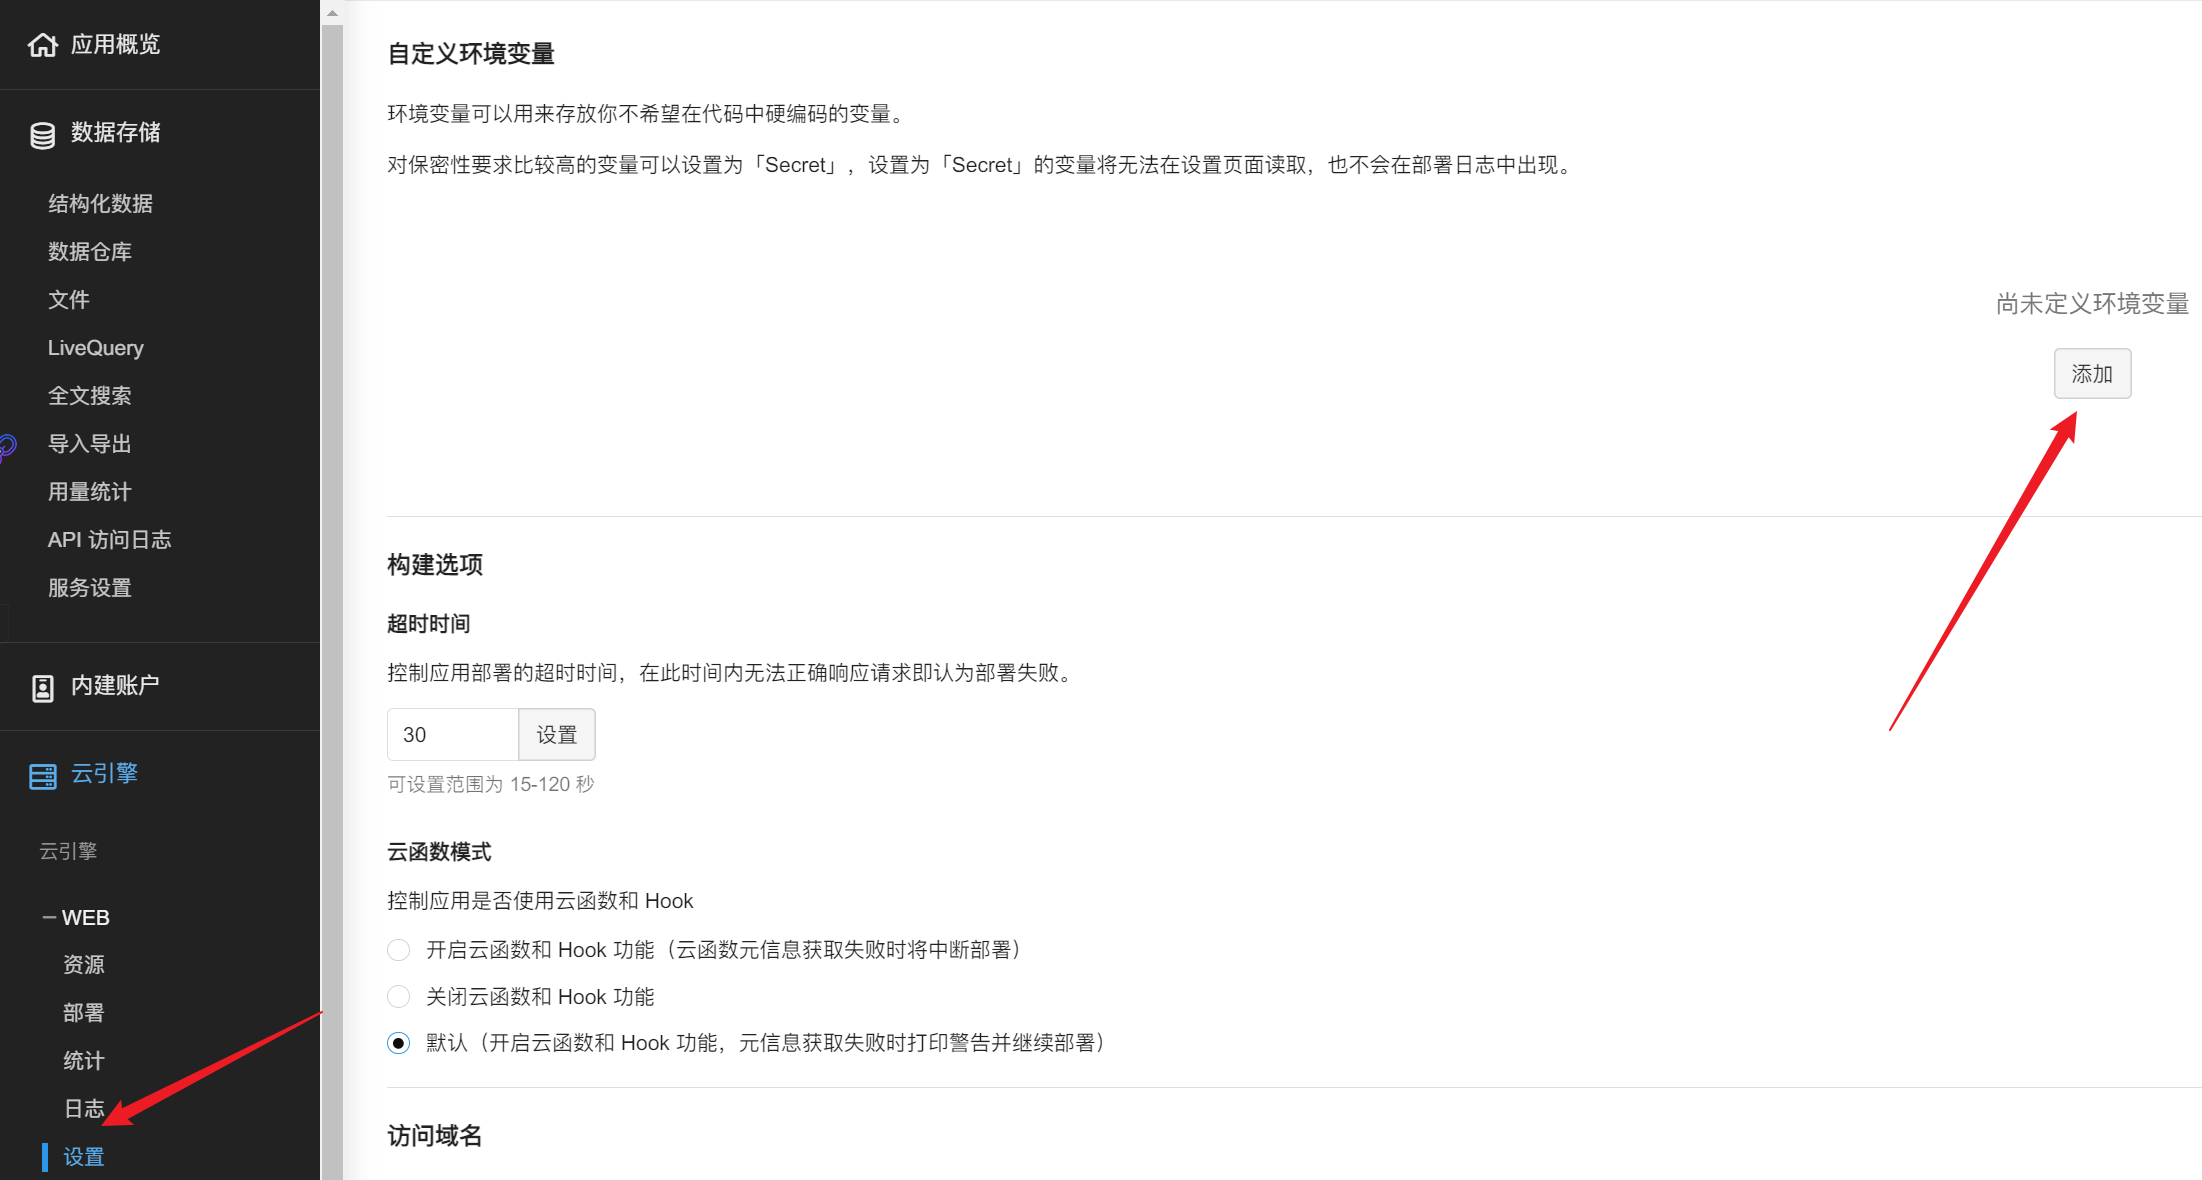 应用概览
数据存储
结构化数据
数据仓库
文件
LiveQuery
全文搜索
导入导出
用量统计
API 访问日志
服务设置
内建账户
云引擎
云引擎
WEB
资源
部署
统计
日志
设置
自定义环境变量
环境变量可以用来存放你不希望在代码中硬编码的变量。
对保密性要求比较高的变量可以设置为「Secret」，设置为「Secret」的变量将无法在设置页面读取，也不会在部署日志中出现。
尚未定义环境变量
添加
构建选项
超时时间
控制应用部署的超时时间，在此时间内无法正确响应请求即认为部署失败。
30 设置
可设置范围为 15-120 秒
云函数模式
控制应用是否使用云函数和 Hook
开启云函数和 Hook 功能（云函数元信息获取失败时将中断部署）
关闭云函数和 Hook 功能
默认（开启云函数和 Hook 功能，元信息获取失败时打印警告并继续部署）
访问域名